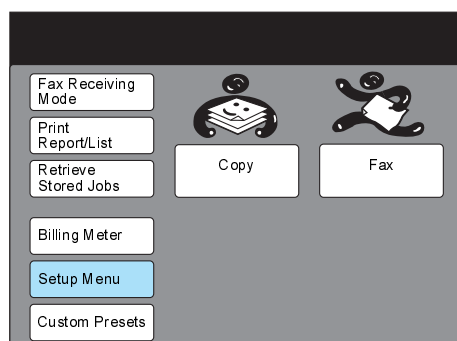 Fax Receiving
Mode
Print
Report/List
Retrieve
Stored Jobs
Copy
Fax
Billing Meter
Setup Menu
Custom Presets